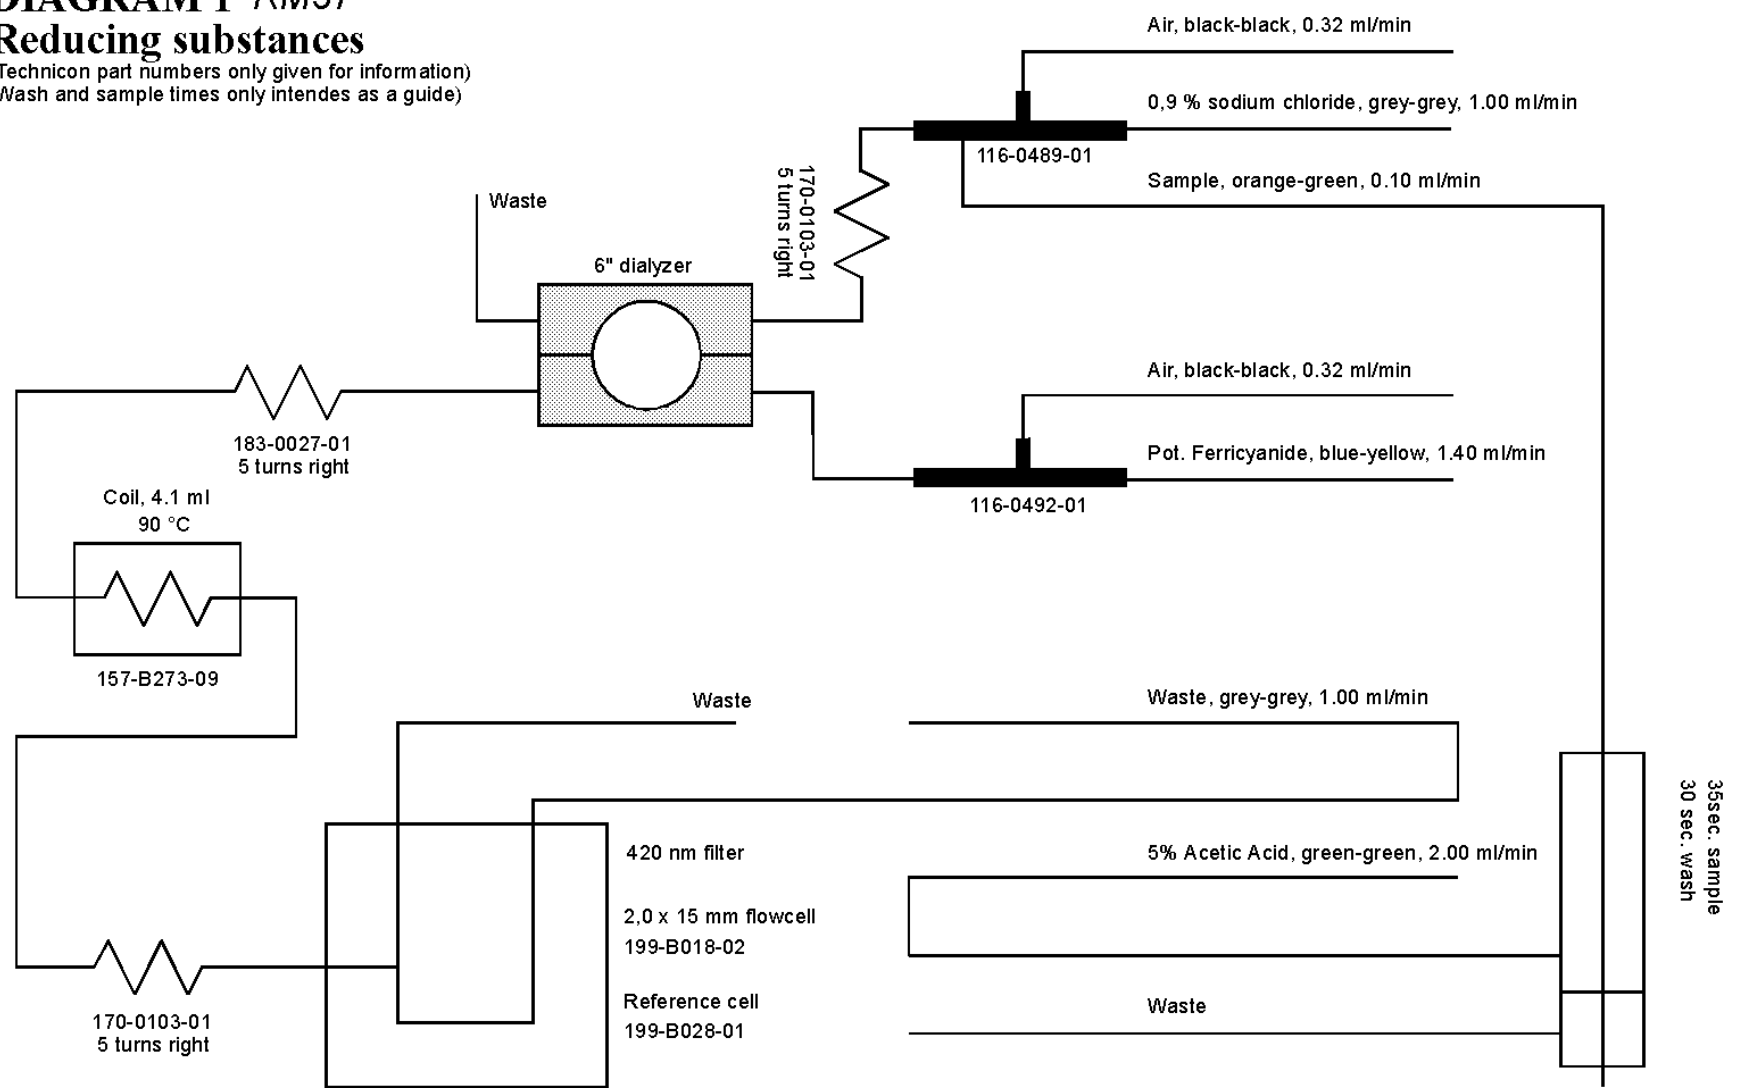 DIAGRAM 1 AM37
Reducing substances
Technicon part numbers only given for information)
Wash and sample times only intendes as a guide)
Air, black-black, 0.32 ml/min
0,9 % sodium chloride, grey-grey, 1.00 ml/min
116-0489-01
Sample, orange-green, 0.10 ml/min
170-0103-01
5 turns right
Waste
6" dialyzer
Air, black-black, 0.32 ml/min
Pot. Ferricyanide, blue-yellow, 1.40 ml/min
116-0492-01
183-0027-01
5 turns right
Coil, 4.1 ml
90 °C
157-B273-09
Waste
Waste, grey-grey, 1.00 ml/min
35sec. sample
30 sec. wash
420 nm filter
5% Acetic Acid, green-green, 2.00 ml/min
2,0 x 15 mm flowcell
199-B018-02
Reference cell
199-B028-01
Waste
170-0103-01
5 turns right